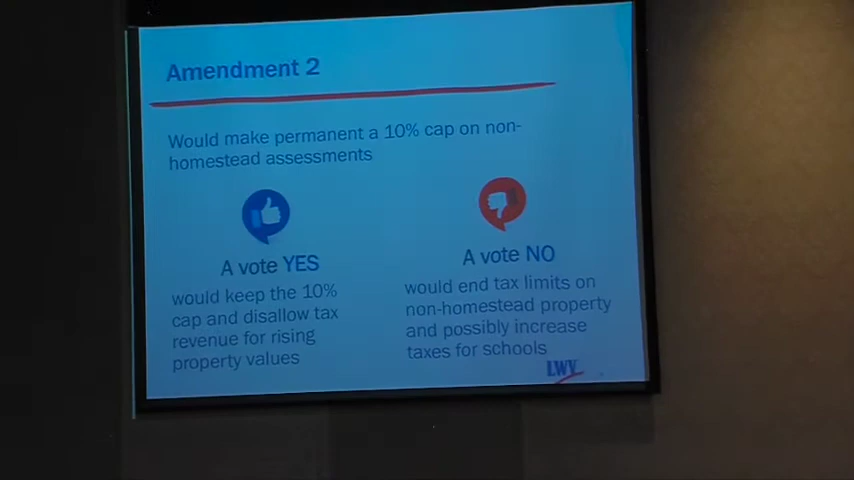 Amendment 2
Would make permanent a 10% cap on non-
homestead assessments
A vote YES
would keep the 10%
cap and disallow tax
revenue for rising
property values
A vote NO
would end tax limits on
non-homestead property
and possibly increase
taxes for schools
LWV